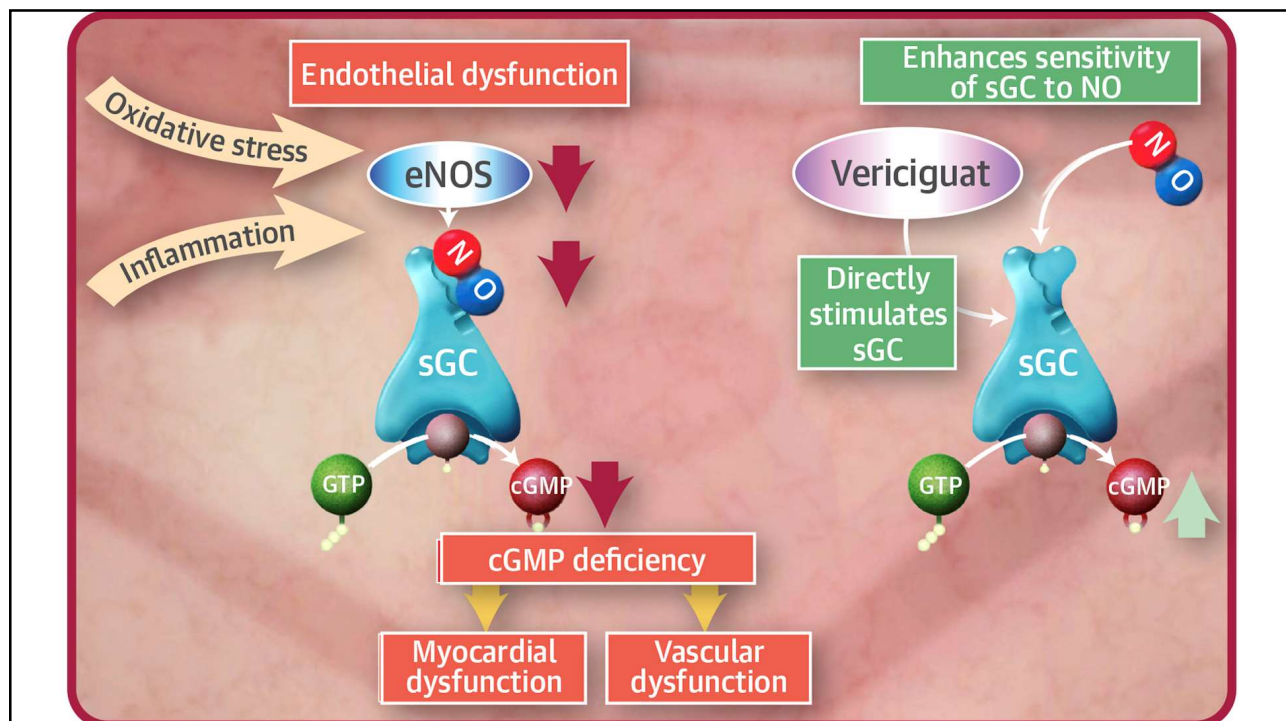 Endothelial dysfunction
Oxidative stress
Inflammation
eNOS
N
O
sGC
GTP
cGMP
cGMP deficiency
Myocardial
dysfunction
Vascular
dysfunction
Enhances sensitivity
of sGC to NO
N
O
Vericiguat
Directly
stimulates
sGC
sGC
GTP
cGMP